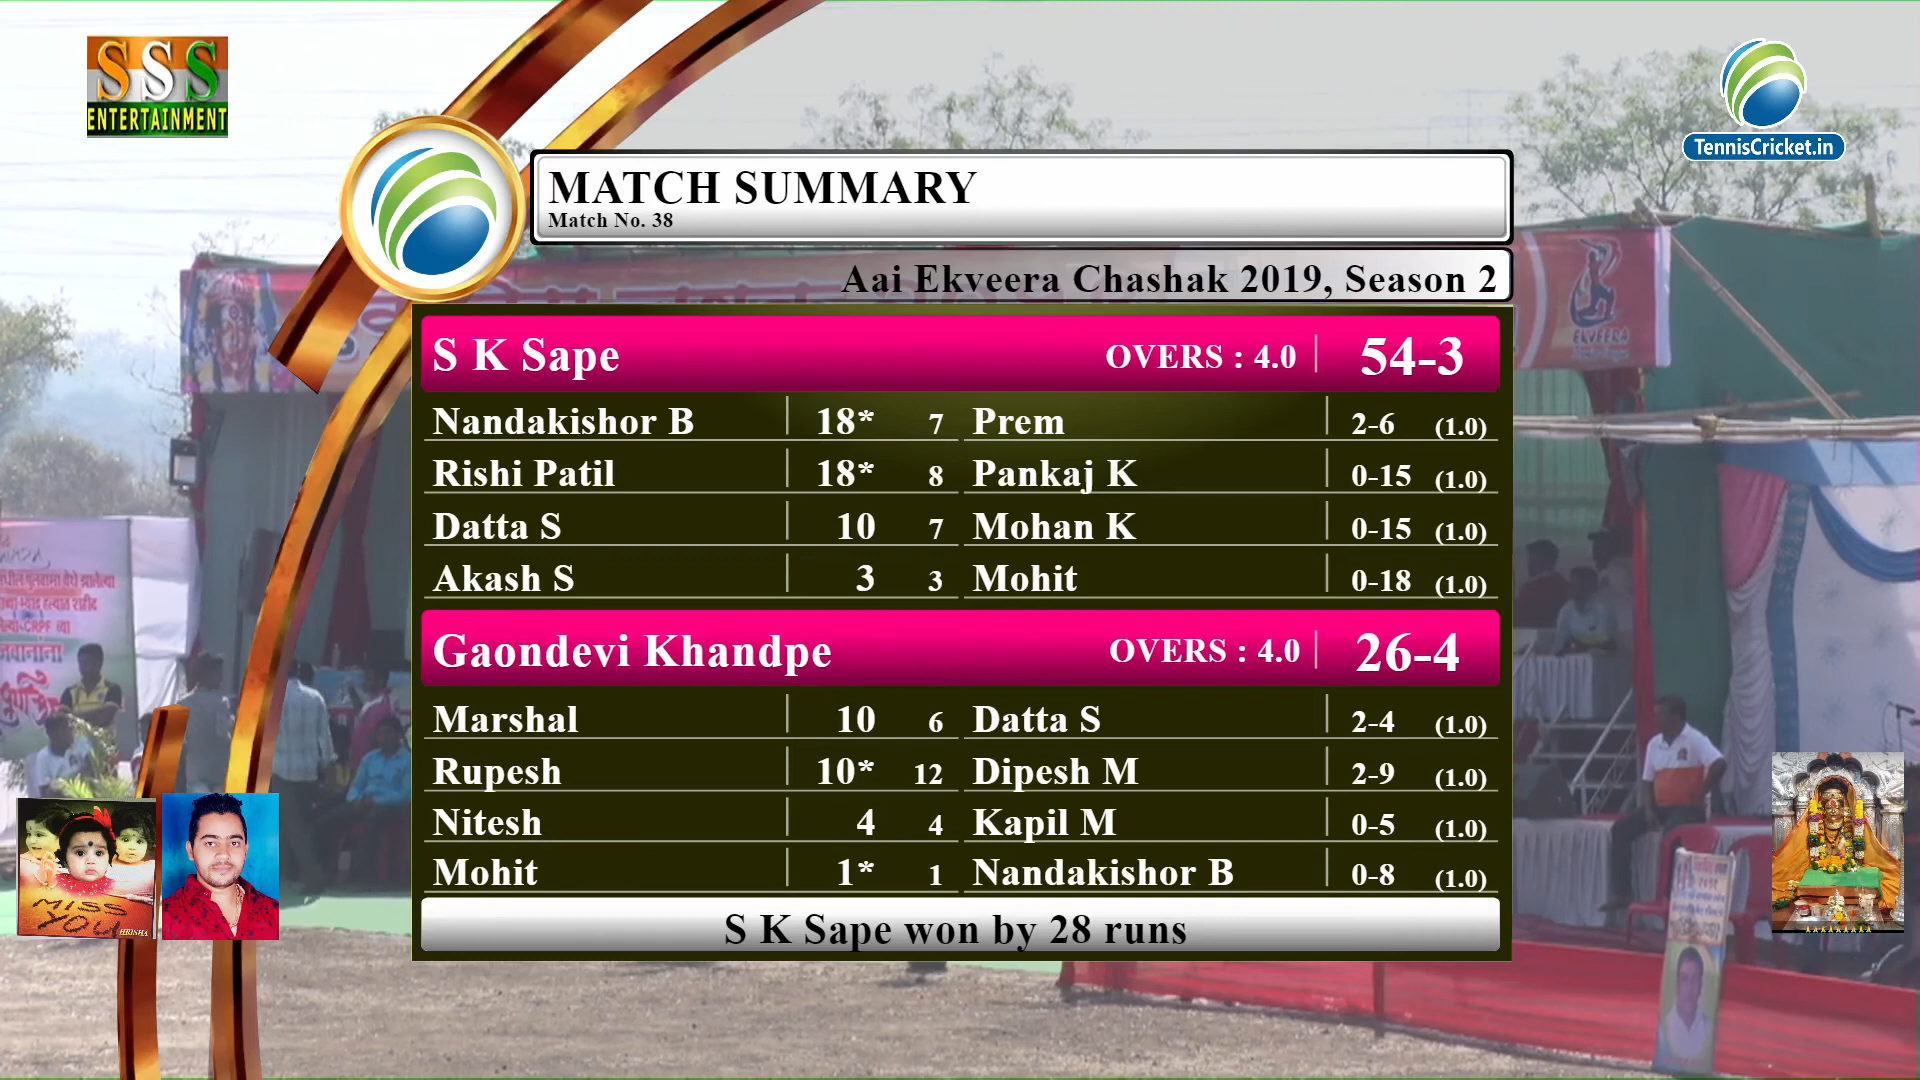 SSS
ENTERTAINMENT
TennisCricket.in
MATCH SUMMARY
Match No. 38
Aai Ekveera Chashak 2019, Season 2
S K Sape OVERS : 4.0 54-3
Nandakishor B 18* 7 Prem 2-6 (1.0)
Rishi Patil 18* 8 Pankaj K 0-15 (1.0)
Datta S 10 7 Mohan K 0-15 (1.0)
Akash S 3 3 Mohit 0-18 (1.0)
Gaondevi Khandpe OVERS : 4.0 26-4
Marshal 10 6 Datta S 2-4 (1.0)
Rupesh 10* 12 Dipesh M 2-9 (1.0)
Nitesh 4 4 Kapil M 0-5 (1.0)
Mohit 1* 1 Nandakishor B 0-8 (1.0)
S K Sape won by 28 runs
EKVEERA
MISS
YOU
HRINHA